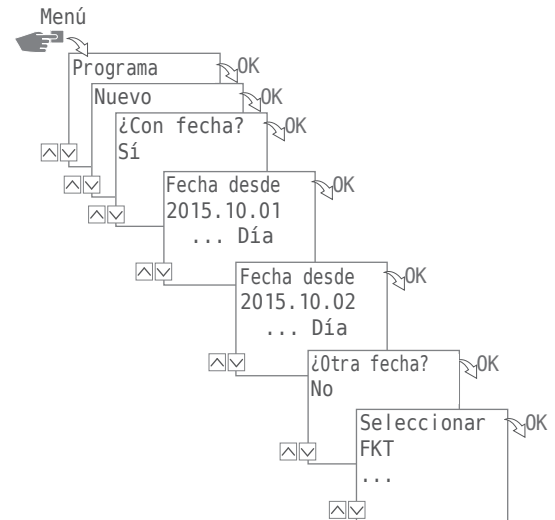 Menú
Programa
OK
Nuevo
OK
¿Con fecha?
OK
Sí
Fecha desde
OK
2015.10.01
... Día
Fecha desde
OK
2015.10.02
... Día
¿Otra fecha?
OK
No
Seleccionar
OK
FKT
...